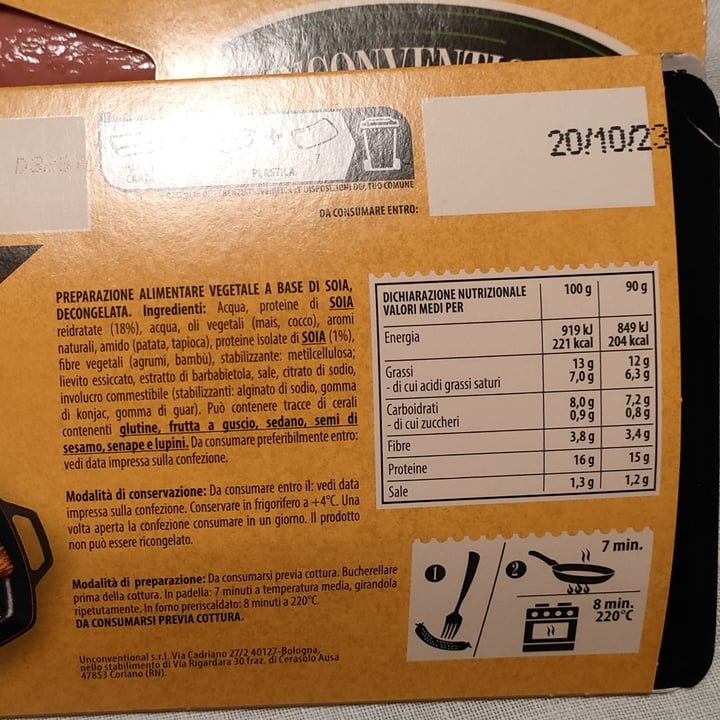 CONVENTI
20/10/23
CARTA
PLASTICA
DISPOSIZIONI DEL TUO COMUNE
DA CONSUMARE ENTRO:
PREPARAZIONE ALIMENTARE VEGETALE A BASE DI SOIA,
DECONGELATA. Ingredienti: Acqua, proteine di SOIA
reidratate (18%), acqua, oli vegetali (mais, cocco), aromi
naturali, amido (patata, tapioca), proteine isolate di SOIA (1%),
fibre vegetali (agrumi, bambù), stabilizzante: metilcellulosa;
lievito essiccato, estratto di barbabietola, sale, citrato di sodio,
involucro commestibile (stabilizzanti: alginato di sodio, gomma
di konjac, gomma di guar). Può contenere tracce di cerali
contenenti glutine, frutta a guscio, sedano, semi di
sesamo, senape e lupini. Da consumare preferibilmente entro:
vedi data impressa sulla confezione.
Modalità di conservazione: Da consumare entro il: vedi data
impressa sulla confezione. Conservare in frigorifero a +4°C. Una
volta aperta la confezione consumare in un giorno. Il prodotto
non può essere ricongelato.
Modalità di preparazione: Da consumarsi previa cottura. Bucherellare
prima della cottura. In padella: 7 minuti a temperatura media, girandola
ripetutamente. In forno preriscaldato: 8 minuti a 220°C.
DA CONSUMARSI PREVIA COTTURA.
Unconventional s.r.l. Via Cadriano 27/2 40127-Bologna,
nello stabilimento di Via Rigardara 30 fraz. di Cerasolo Ausa
47853 Coriano (RN).
DICHIARAZIONE NUTRIZIONALE 100 g 90 g
VALORI MEDI PER
Energia 919 kJ 849 kJ
221 kcal 204 kcal
Grassi 13 g 12 g
- di cui acidi grassi saturi 7,0 g 6,3 g
Carboidrati 8,0 g 7,2 g
- di cui zuccheri 0,9 g 0,8 g
Fibre 3,8 g 3,4 g
Proteine 16 g 15 g
Sale 1,3 g 1,2 g
1
2
7 min.
8 min.
220°C